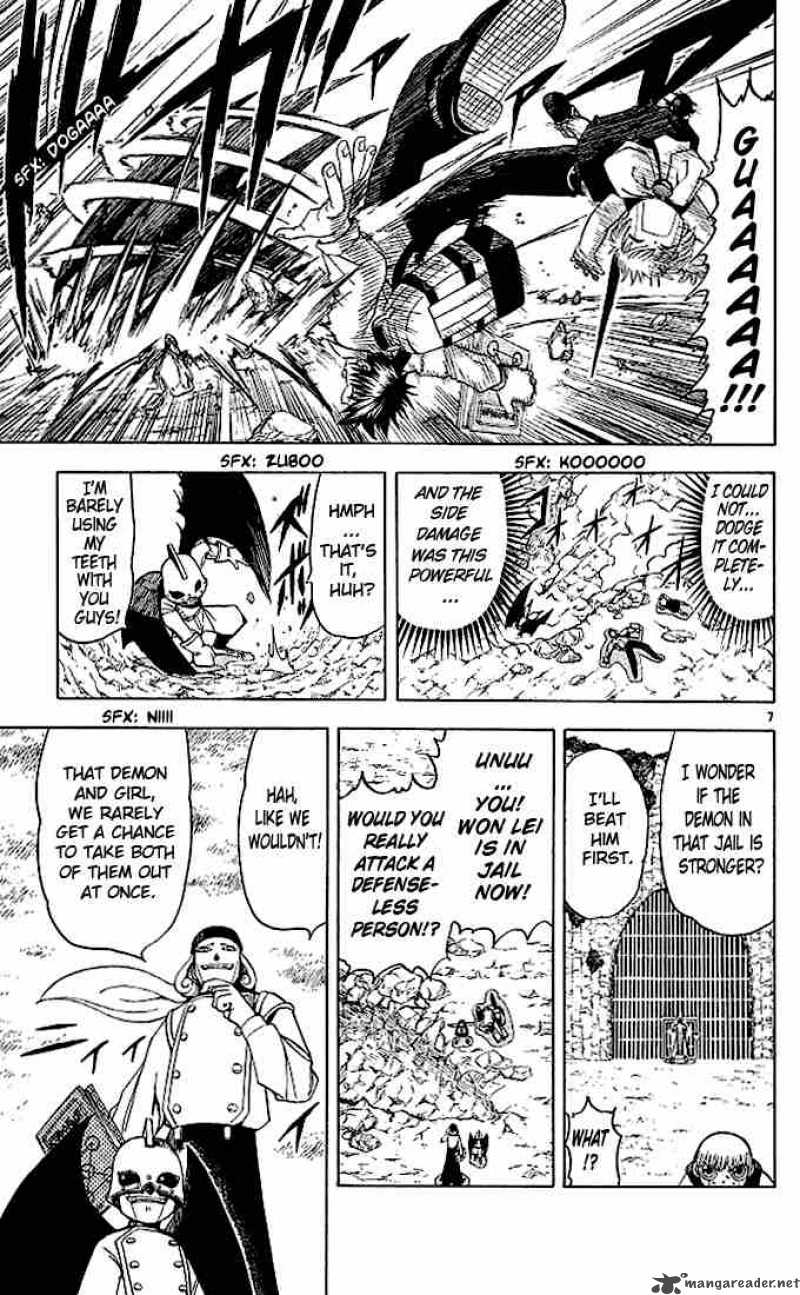 SFX: DOGAAAA
GUAAAAAAA!!!
SFX: KOOOOOO
I COULD
NOT... DODGE
IT COM-
PLETE-
LY...
AND THE
SIDE
DAMAGE
WAS THIS
POWERFUL
...
SFX: ZUBOO
HMPH
...
THAT'S
IT,
HUH?
I'M
BARELY
USING
MY
TEETH
WITH
YOU
GUYS!
7
I WONDER
IF THE
DEMON IN
THAT JAIL IS
STRONGER?
I'LL
BEAT
HIM
FIRST.
WHAT
!?
UNUU
...
YOU!
WON LEI
IS IN
JAIL
NOW!
WOULD YOU
REALLY
ATTACK A
DEFENSE-
LESS
PERSON!?
SFX: NIIII
HAH,
LIKE WE
WOULDN'T!
THAT DEMON
AND GIRL,
WE RARELY
GET A CHANCE
TO TAKE BOTH
OF THEM OUT
AT ONCE.
mangareader.net